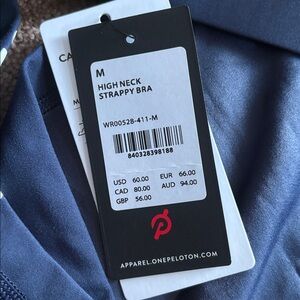 CA
M
M
HIGH NECK
STRAPPY BRA
WR00528-411-M
840328398188
USD 60.00 EUR 66.00
CAD 80.00 AUD 94.00
GBP 56.00
APPAREL.ONEPELOTON.COM